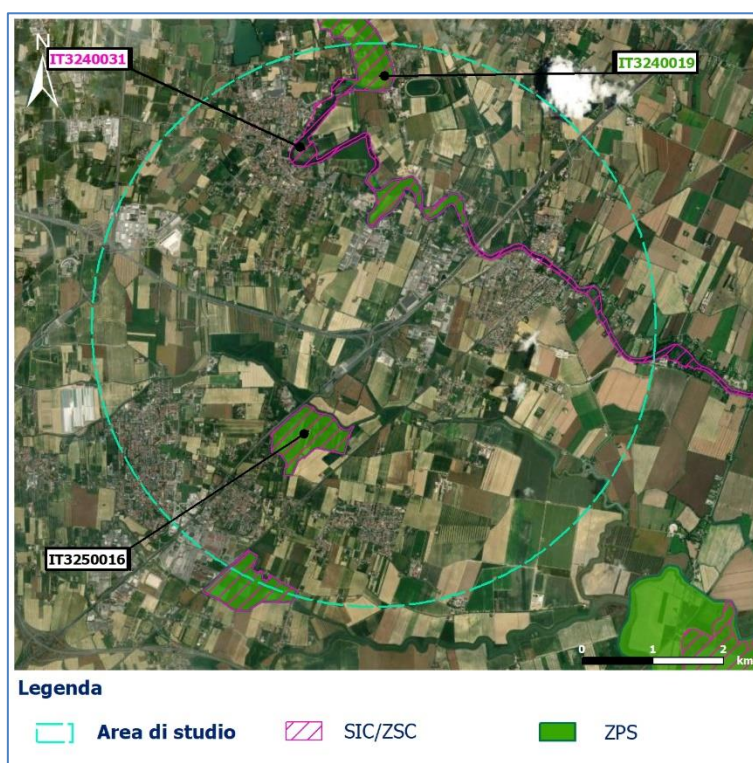 N
IT3240031
IT3240019
IT3250016
0 1 2
km
Legenda
Area di studio SIC/ZSC ZPS